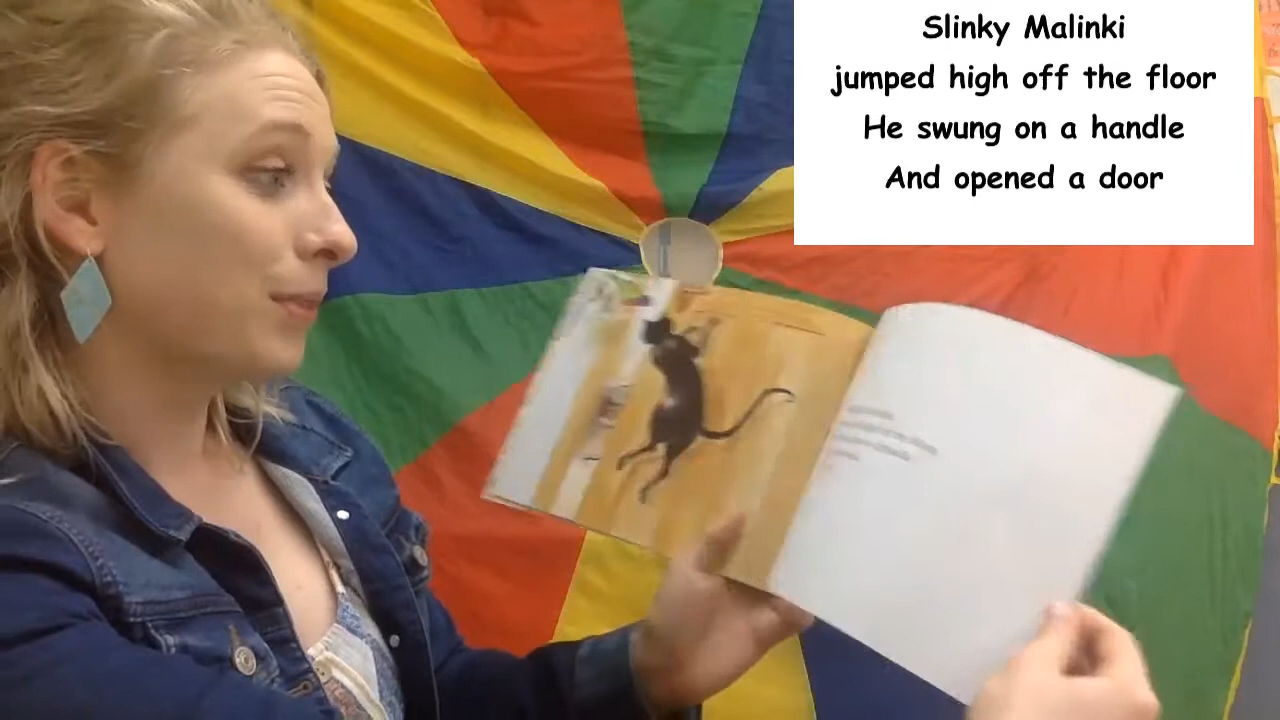 Slinky Malinki
jumped high off the floor
He swung on a handle
And opened a door